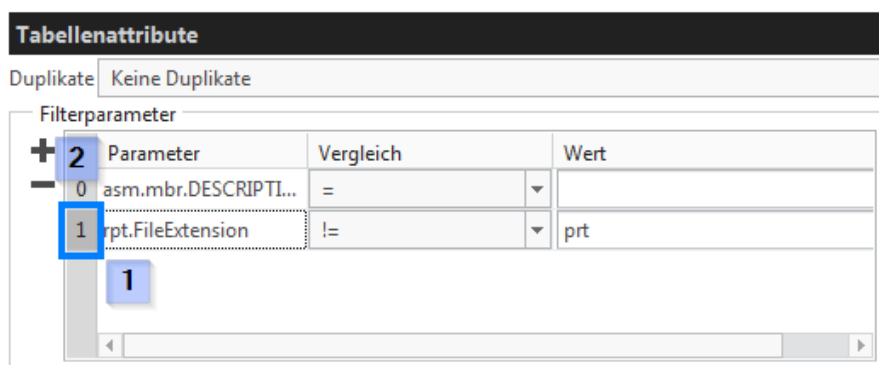 Tabellenattribute
Duplikate Keine Duplikate
Filterparameter
2 Parameter Vergleich Wert
0 asm.mbr.DESCRIPTI... =
1 rpt.FileExtension != prt
1